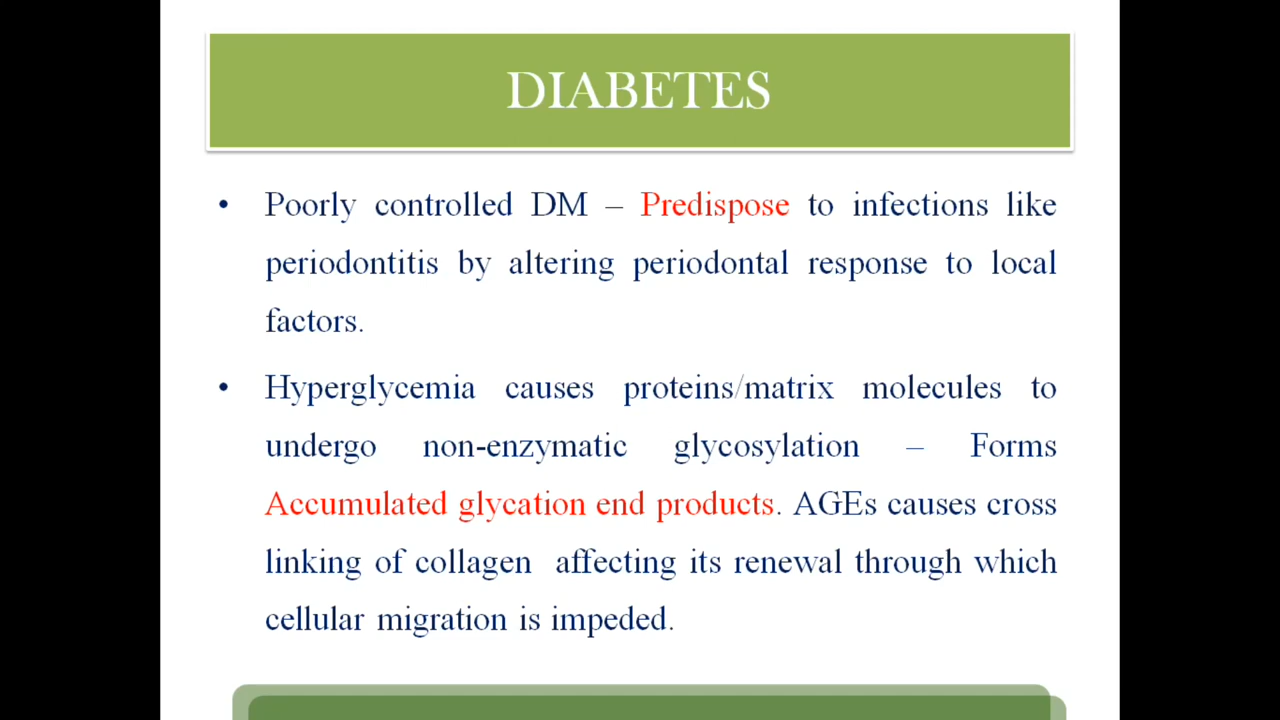 DIABETES
• Poorly controlled DM – Predispose to infections like
periodontitis by altering periodontal response to local
factors.
• Hyperglycemia causes proteins/matrix molecules to
undergo non-enzymatic glycosylation – Forms
Accumulated glycation end products. AGEs causes cross
linking of collagen affecting its renewal through which
cellular migration is impeded.